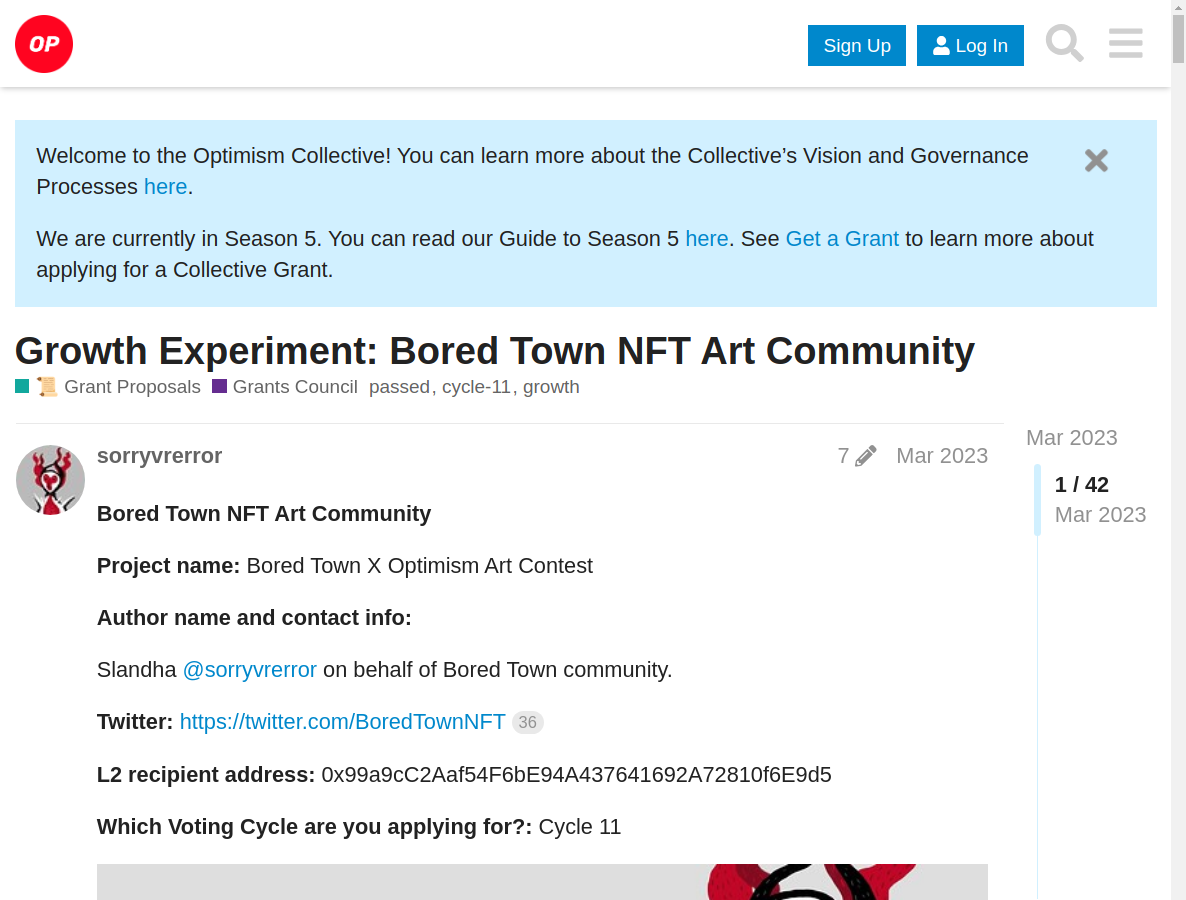 OP
Sign Up
Log In
Welcome to the Optimism Collective! You can learn more about the Collective’s Vision and Governance
Processes here.
We are currently in Season 5. You can read our Guide to Season 5 here. See Get a Grant to learn more about
applying for a Collective Grant.
Growth Experiment: Bored Town NFT Art Community
📜 Grant Proposals Grants Council passed, cycle-11, growth
sorryvrerror 7 Mar 2023
Mar 2023
1 / 42
Mar 2023
Bored Town NFT Art Community
Project name: Bored Town X Optimism Art Contest
Author name and contact info:
Slandha @sorryvrerror on behalf of Bored Town community.
Twitter: https://twitter.com/BoredTownNFT 36
L2 recipient address: 0x99a9cC2Aaf54F6bE94A437641692A72810f6E9d5
Which Voting Cycle are you applying for?: Cycle 11